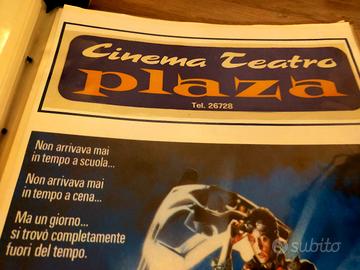 Cinema Teatro
plaza
Tel. 26728
Non arrivava mai
in tempo a scuola...
Non arrivava mai
in tempo a cena...
Ma un giorno...
si trovò completamente
fuori del tempo.
subito